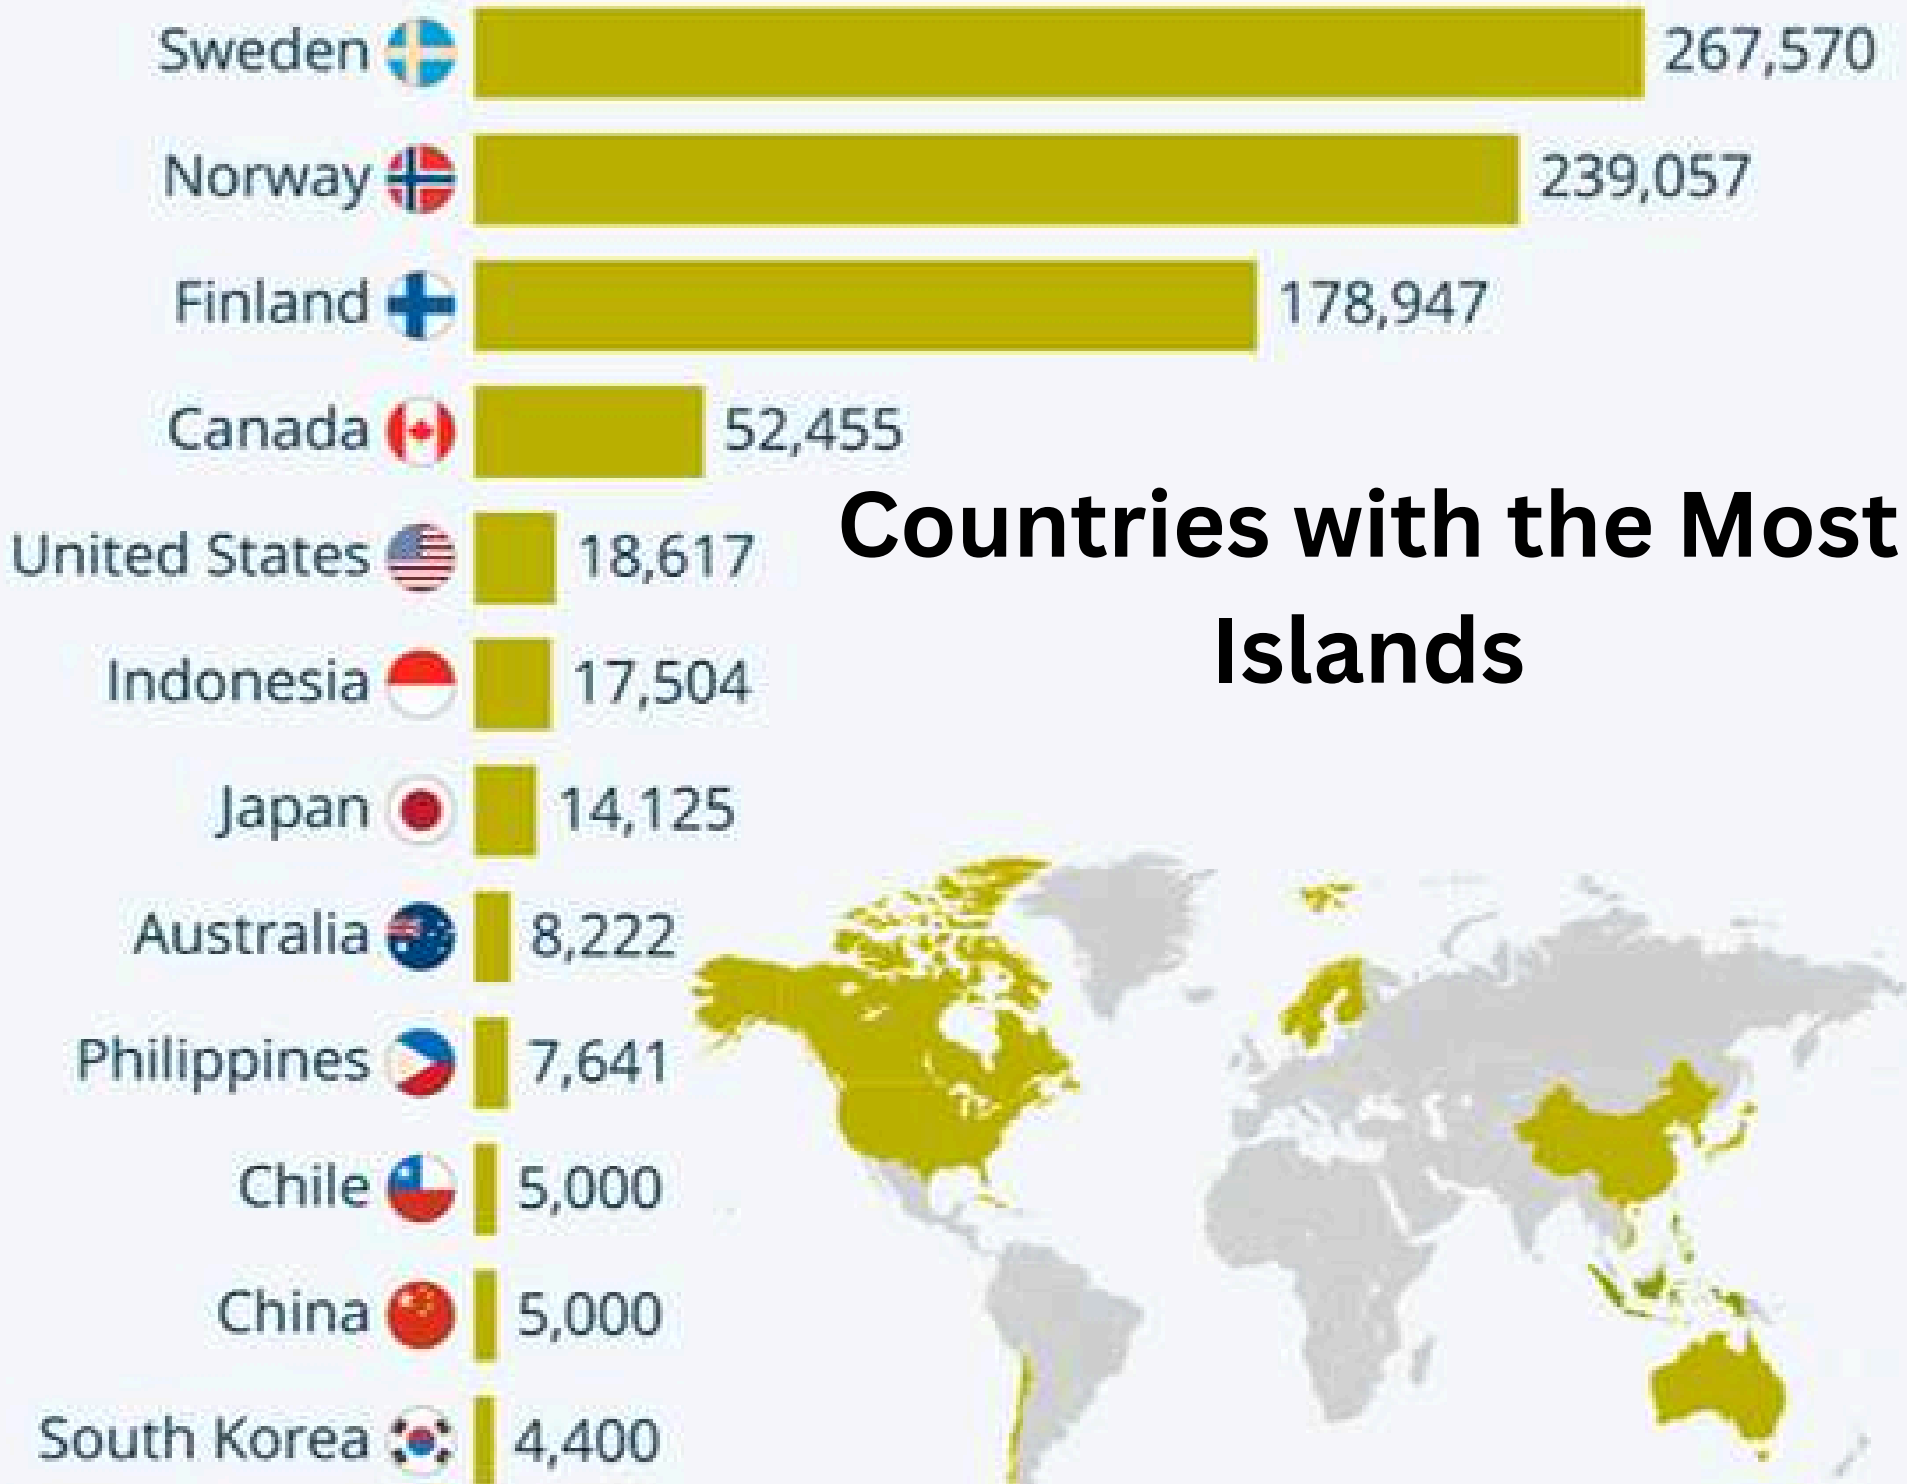 Sweden 267,570
Norway 239,057
Finland 178,947
Canada 52,455
United States 18,617
Countries with the Most
Islands
Indonesia 17,504
Japan 14,125
Australia 8,222
Philippines 7,641
Chile 5,000
China 5,000
South Korea 4,400